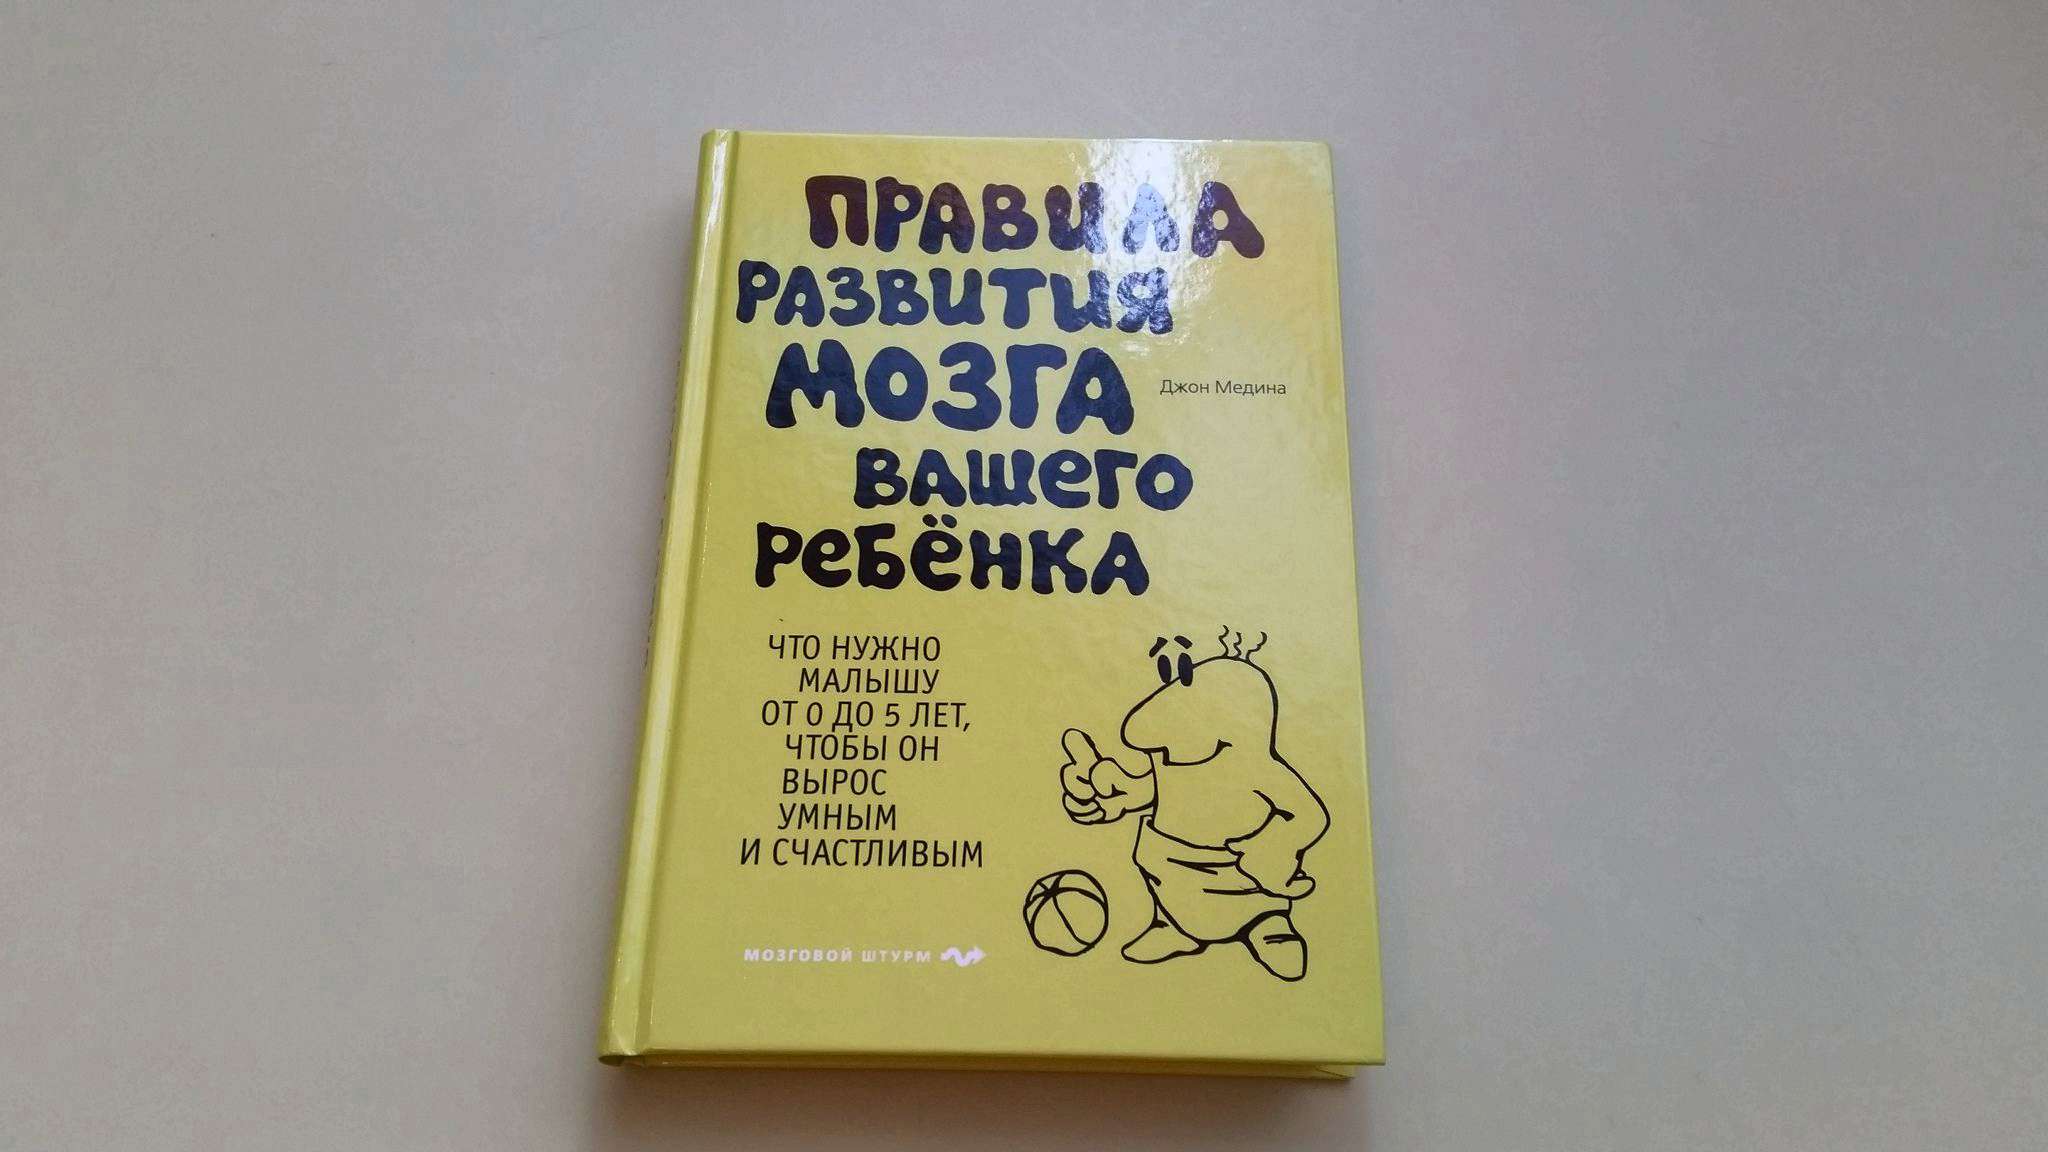 ПРАВИЛА
РАЗВИТИЯ
МОЗГА
Джон Медина
ВАШЕГО
РЕБЁНКА
ЧТО НУЖНО
МАЛЫШУ
ОТ 0 ДО 5 ЛЕТ,
ЧТОБЫ ОН
ВЫРОС
УМНЫМ
И СЧАСТЛИВЫМ
МОЗГОВОЙ ШТУРМ